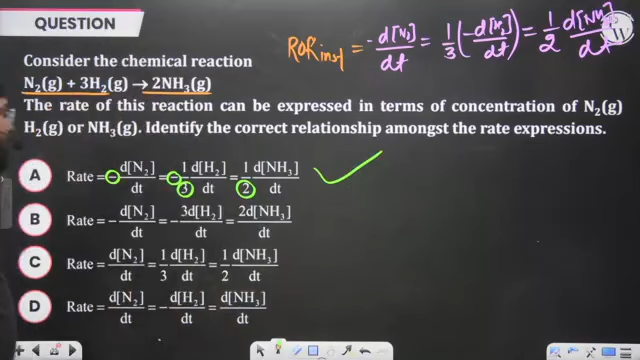 QUESTION
ROR inst = -d[N₂]/dt = 1/3 (-d[H₂]/dt) = 1/2 d[NH₃]/dt
W
Consider the chemical reaction
N₂(g) + 3H₂(g) → 2NH₃(g)
The rate of this reaction can be expressed in terms of concentration of N₂(g)
H₂(g) or NH₃(g). Identify the correct relationship amongst the rate expressions.
A Rate = - d[N₂]/dt = - 1/3 d[H₂]/dt = 1/2 d[NH₃]/dt
B Rate = - d[N₂]/dt = - 3d[H₂]/dt = 2d[NH₃]/dt
C Rate = d[N₂]/dt = 1/3 d[H₂]/dt = 1/2 d[NH₃]/dt
D Rate = - d[N₂]/dt = - d[H₂]/dt = d[NH₃]/dt